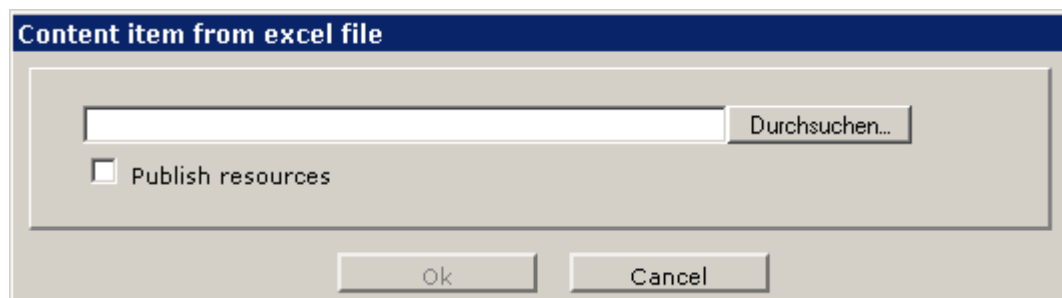 Content item from excel file
Durchsuchen...
Publish resources
Ok Cancel